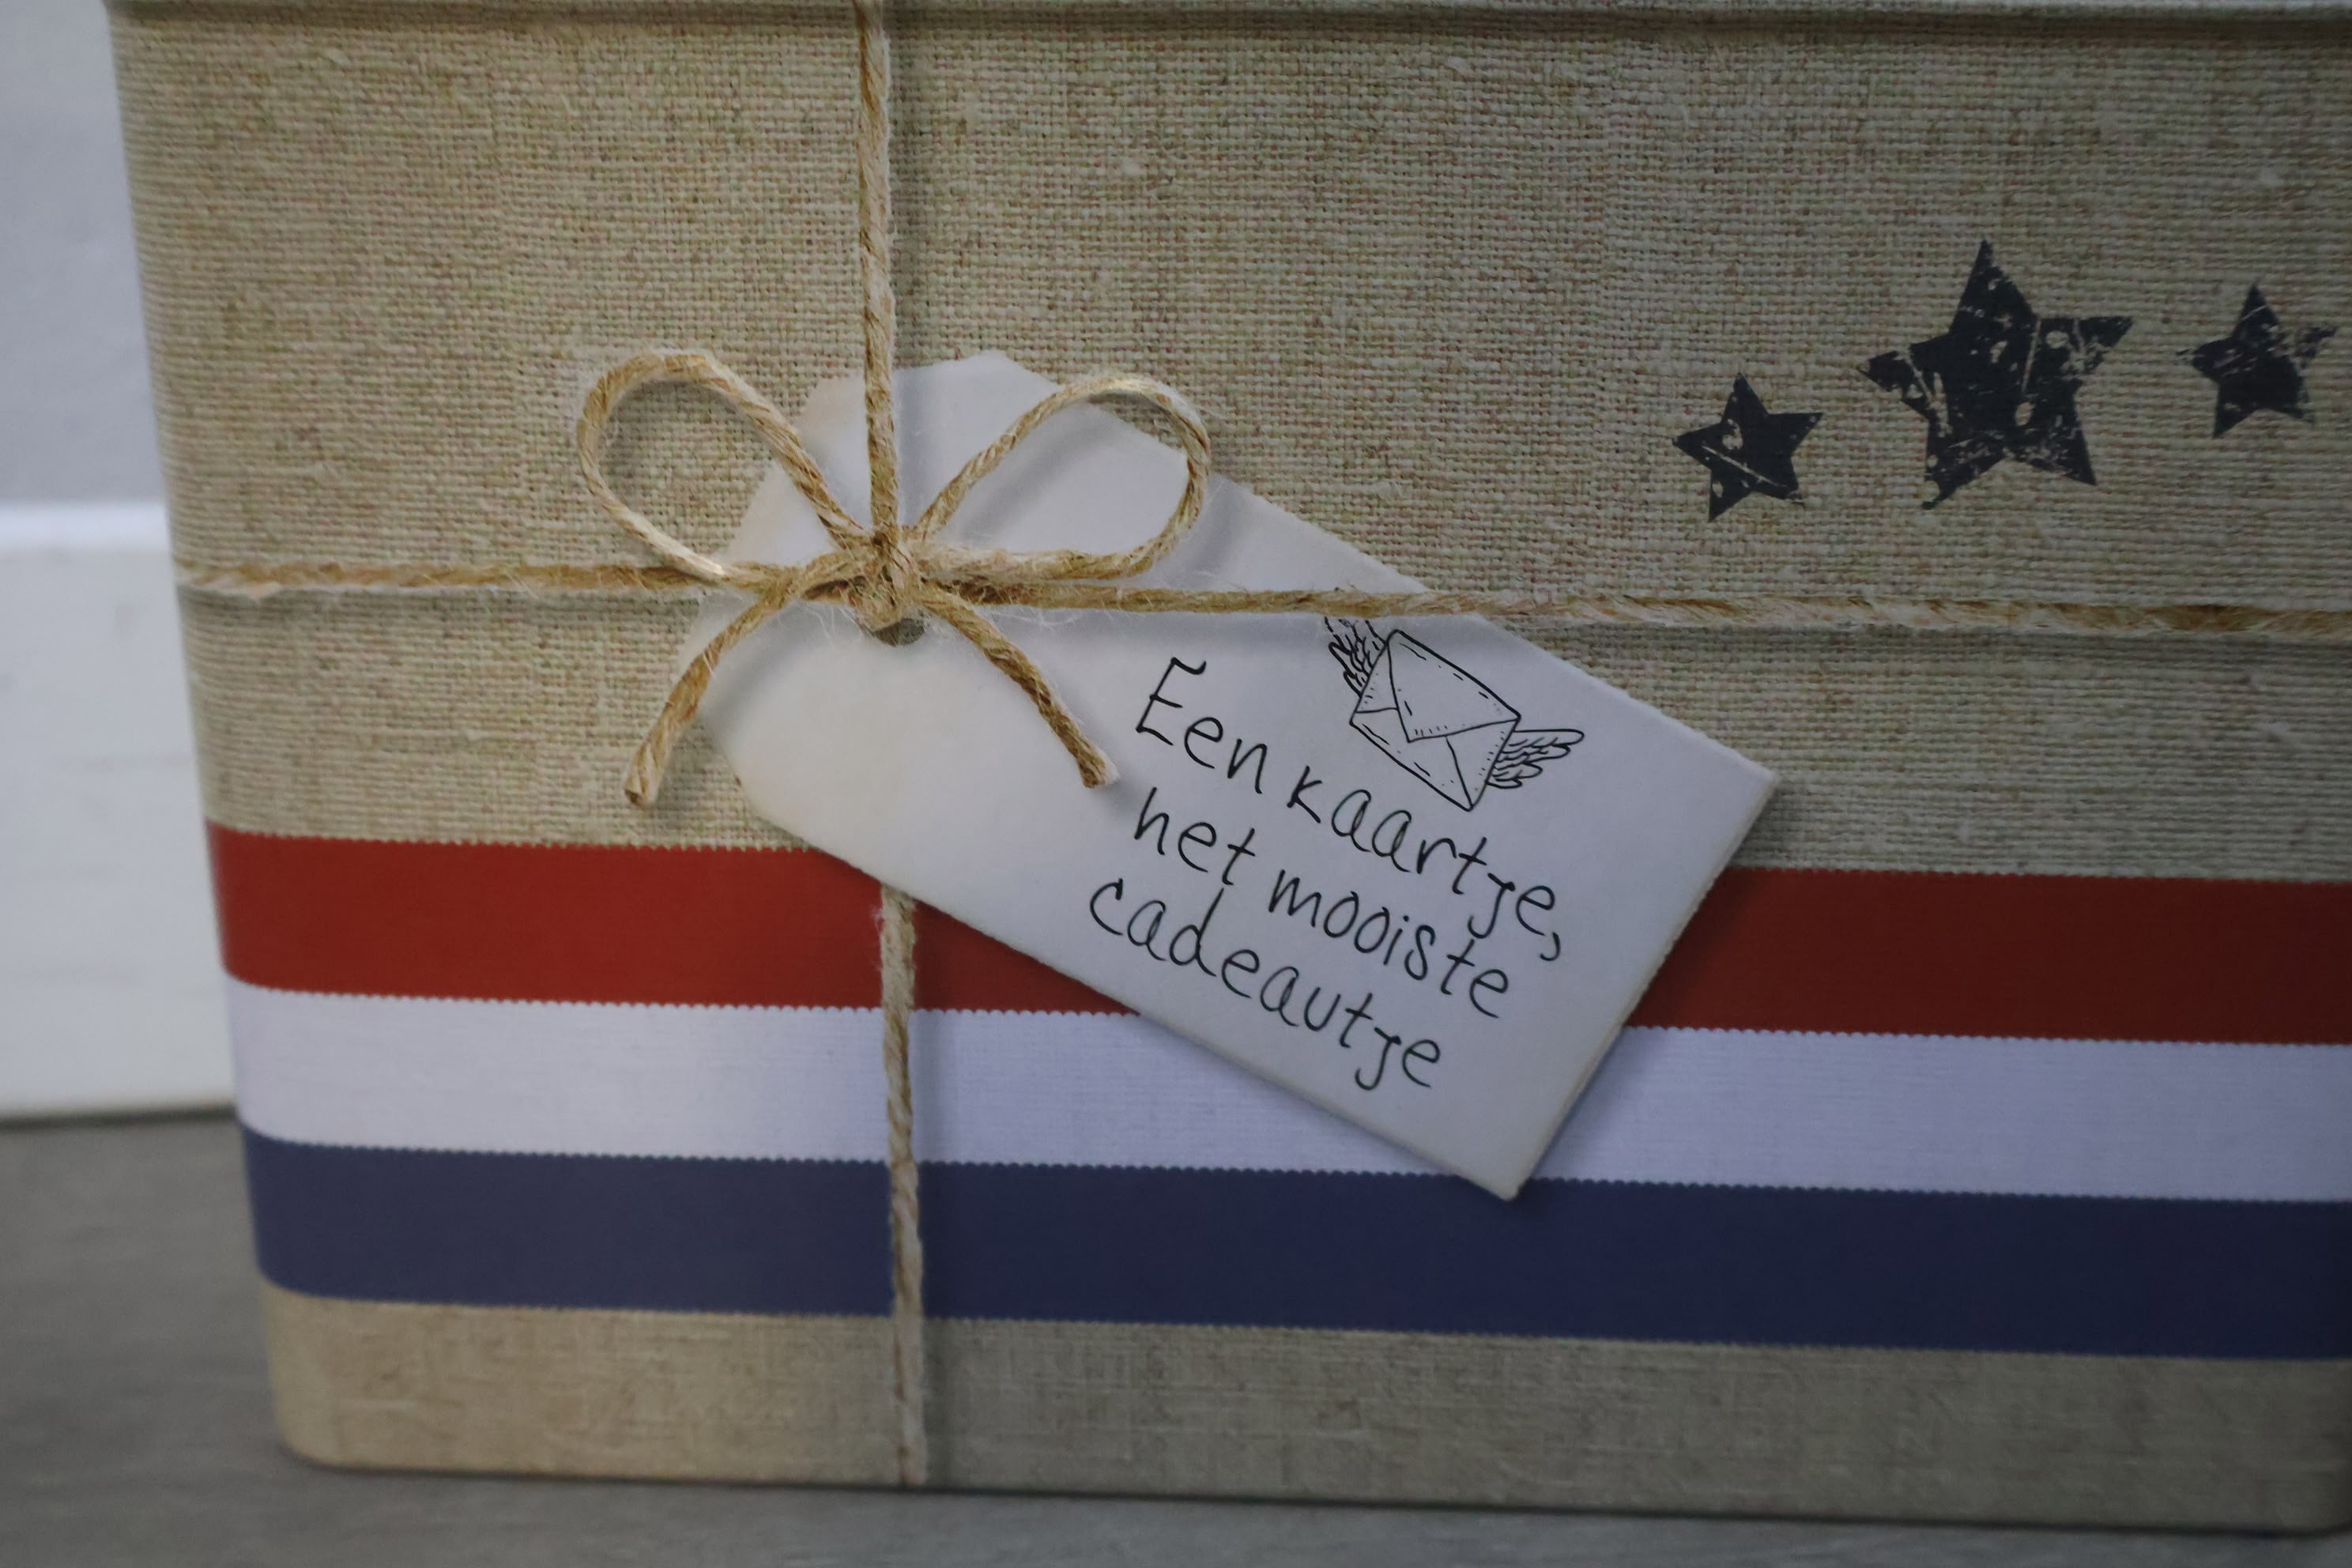 Een kaartje,
het mooiste
cadeautje